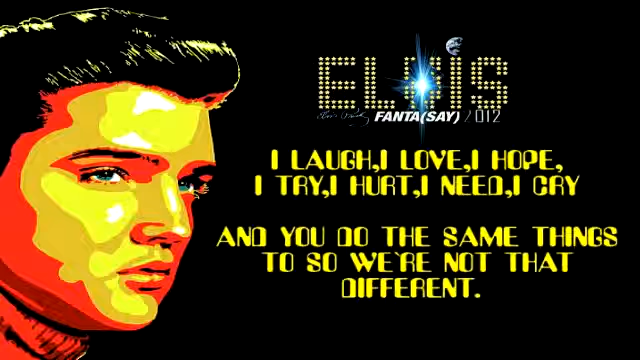 ELVIS
FANTA(SAY) 2012
I LAUGH,I LOVE,I HOPE,
I TRY,I HURT,I NEED,I CRY
AND YOU DO THE SAME THINGS
TO SO WE`RE NOT THAT
DIFFERENT.